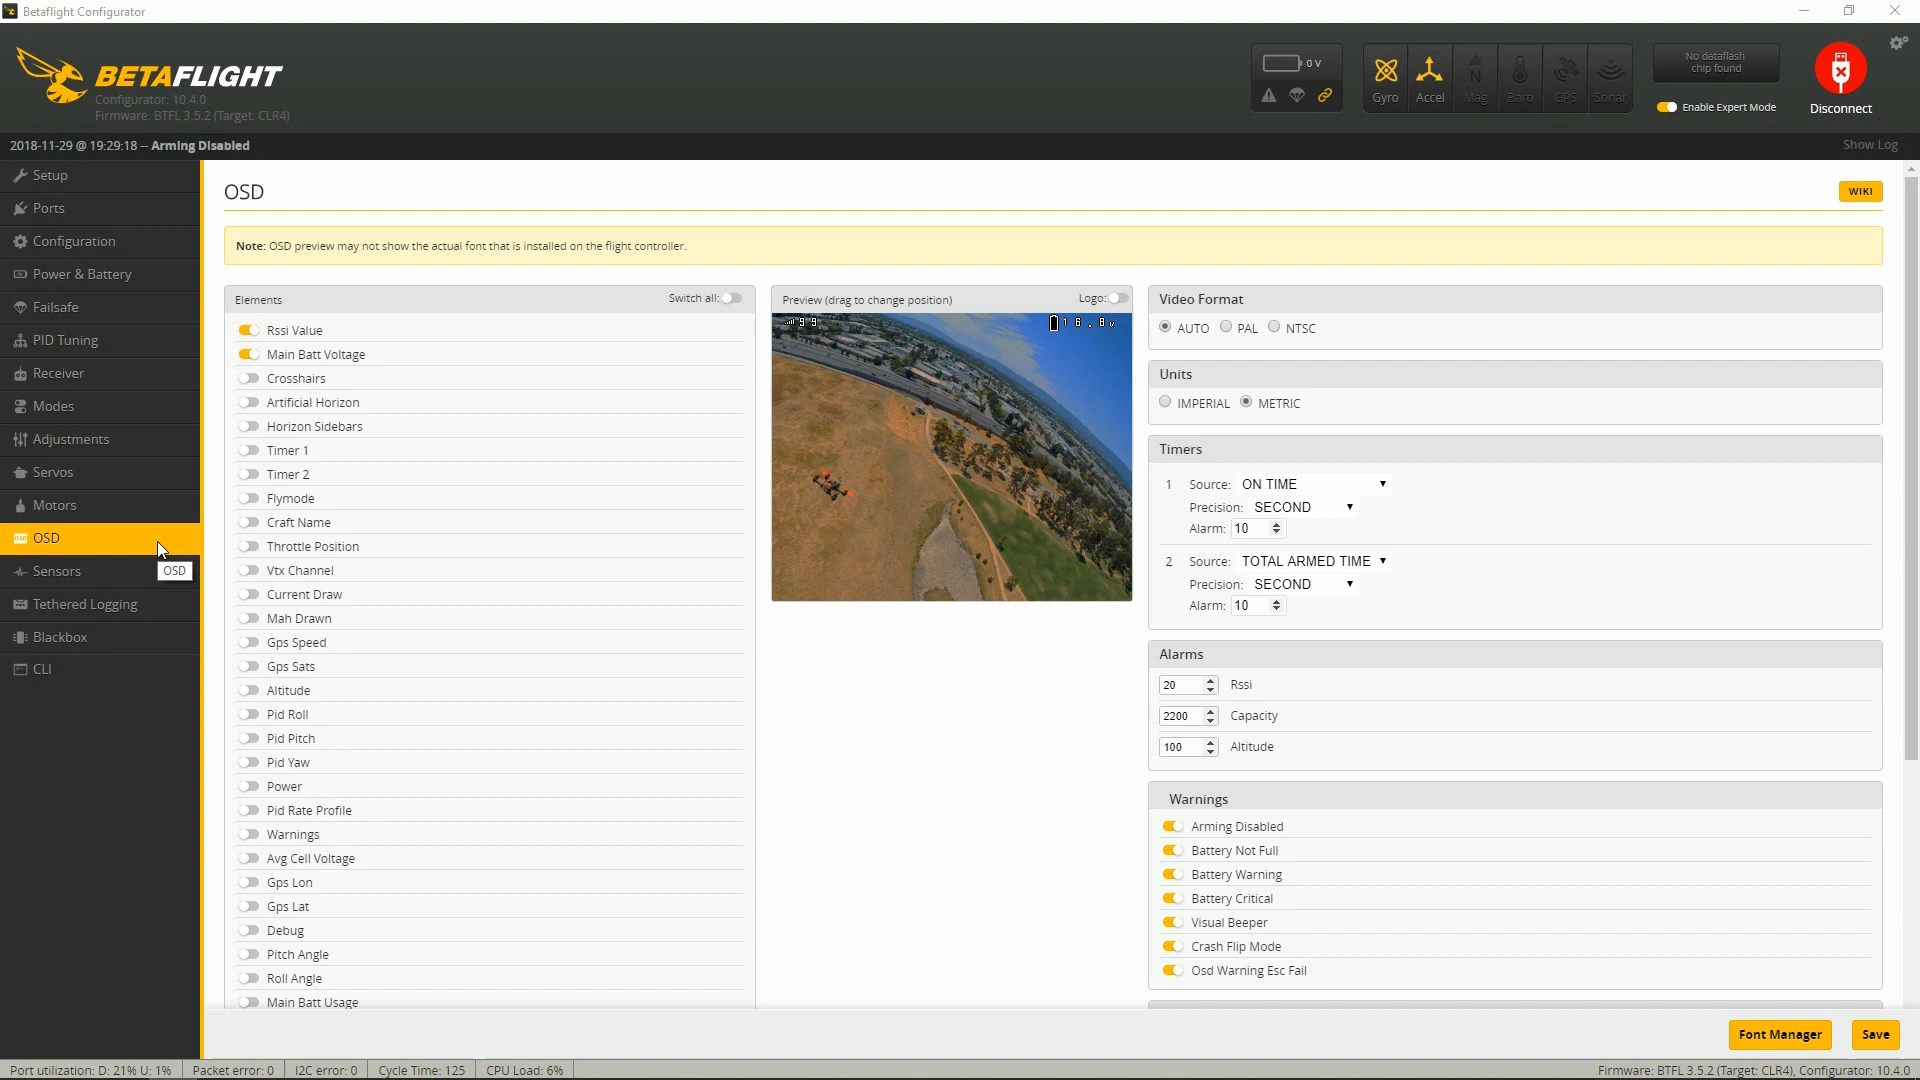 Betaflight Configurator
BETAFLIGHT
Configurator: 10.4.0
Firmware: BTFL 3.5.2 (Target: CLR4)
0 V
Gyro
Accel
Mag
Baro
GPS
Sonar
No dataflash
chip found
Enable Expert Mode
Disconnect
2018-11-29 @ 19:29:18 -- Arming Disabled
Show Log
Setup
Ports
Configuration
Power & Battery
Failsafe
PID Tuning
Receiver
Modes
Adjustments
Servos
Motors
OSD
Sensors
OSD
Tethered Logging
Blackbox
CLI
OSD
WIKI
Note: OSD preview may not show the actual font that is installed on the flight controller.
Elements
Switch all:
Rssi Value
Main Batt Voltage
Crosshairs
Artificial Horizon
Horizon Sidebars
Timer 1
Timer 2
Flymode
Craft Name
Throttle Position
Vtx Channel
Current Draw
Mah Drawn
Gps Speed
Gps Sats
Altitude
Pid Roll
Pid Pitch
Pid Yaw
Power
Pid Rate Profile
Warnings
Avg Cell Voltage
Gps Lon
Gps Lat
Debug
Pitch Angle
Roll Angle
Main Batt Usage
Preview (drag to change position)
Logo:
99
16.8v
Video Format
AUTO PAL NTSC
Units
IMPERIAL METRIC
Timers
1 Source: ON TIME
Precision: SECOND
Alarm: 10
2 Source: TOTAL ARMED TIME
Precision: SECOND
Alarm: 10
Alarms
20 Rssi
2200 Capacity
100 Altitude
Warnings
Arming Disabled
Battery Not Full
Battery Warning
Battery Critical
Visual Beeper
Crash Flip Mode
Osd Warning Esc Fail
Font Manager
Save
Port utilization: D: 21% U: 1%
Packet error: 0
I2C error: 0
Cycle Time: 125
CPU Load: 6%
Firmware: BTFL 3.5.2 (Target: CLR4), Configurator: 10.4.0